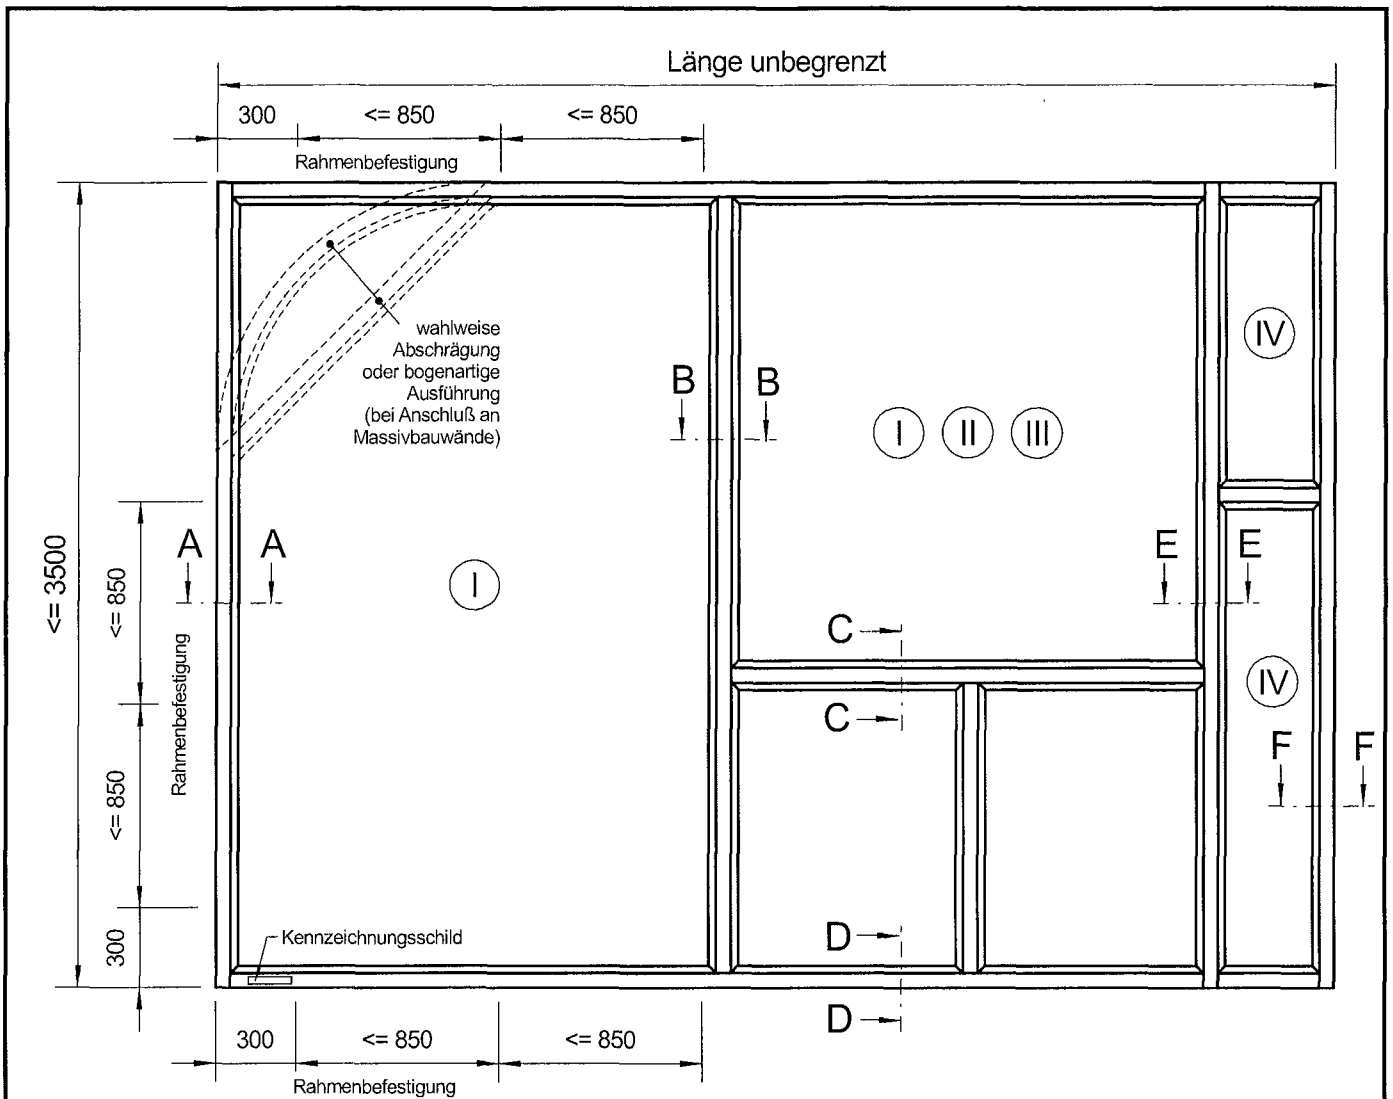 Länge unbegrenzt
300 <= 850 <= 850
Rahmenbefestigung
wahlweise
Abschrägung
oder bogenartige
Ausführung
(bei Anschluß an
Massivbauwände)
IV
B B
I II III
<= 3500
<= 850
Rahmenbefestigung
<= 850
300
A A
I
E E
C
C
IV
F F
Kennzeichnungsschild
D
D
300 <= 850 <= 850
Rahmenbefestigung